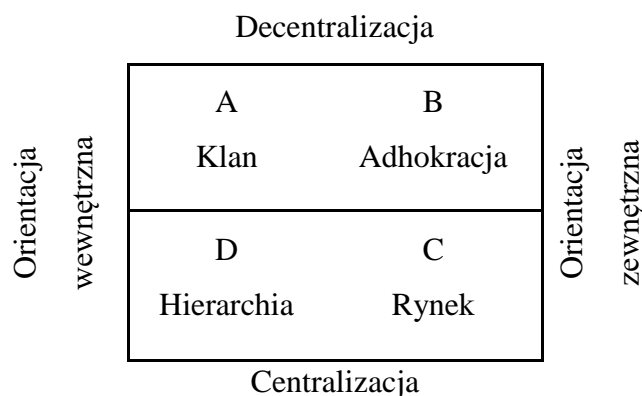 Decentralizacja
A B
Klan Adhokracja
Orientacja
wewnętrzna
Orientacja
zewnętrzna
D C
Hierarchia Rynek
Centralizacja